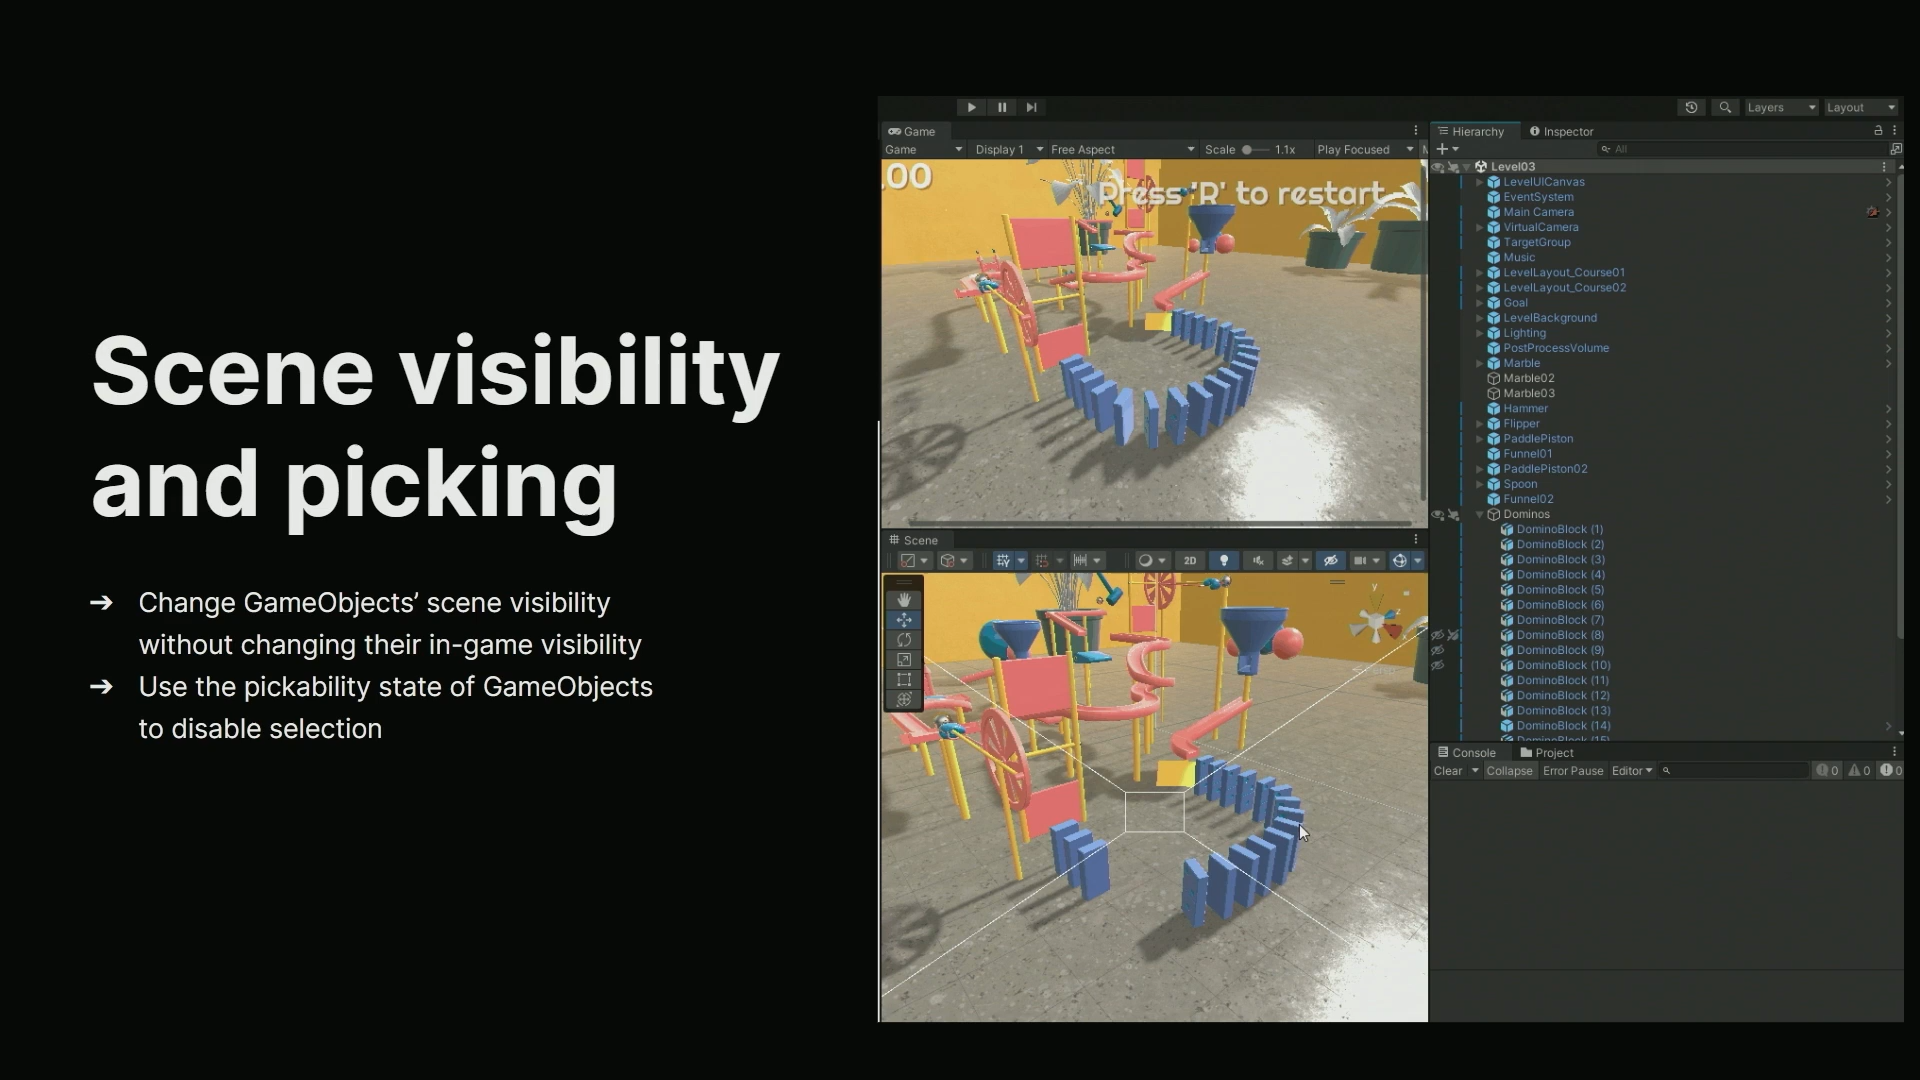 Scene visibility
and picking
➔ Change GameObjects’ scene visibility
without changing their in-game visibility
➔ Use the pickability state of GameObjects
to disable selection
Layers
Layout
Game
Game
Display 1
Free Aspect
Scale
1.1x
Play Focused
.00
Press 'R' to restart
Scene
2D
Hierarchy
Inspector
All
Level03
LevelUICanvas
EventSystem
Main Camera
VirtualCamera
TargetGroup
Music
LevelLayout_Course01
LevelLayout_Course02
Goal
LevelBackground
Lighting
PostProcessVolume
Marble
Marble02
Marble03
Hammer
Flipper
PaddlePiston
Funnel01
PaddlePiston02
Spoon
Funnel02
Dominos
DominoBlock (1)
DominoBlock (2)
DominoBlock (3)
DominoBlock (4)
DominoBlock (5)
DominoBlock (6)
DominoBlock (7)
DominoBlock (8)
DominoBlock (9)
DominoBlock (10)
DominoBlock (11)
DominoBlock (12)
DominoBlock (13)
DominoBlock (14)
Console
Project
Clear
Collapse
Error Pause
Editor
0
0
0